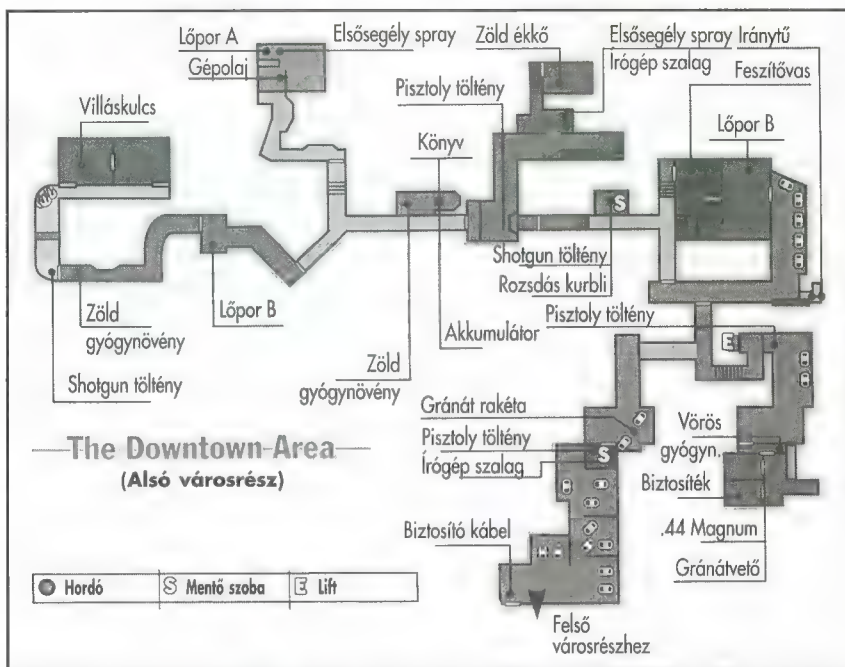 Lőpor A
Elsősegély spray
Gépolaj
Zöld ékkő
Elsősegély spray
Iránytű
Írógép szalag
Feszítővas
Pisztoly töltény
Lőpor B
Villáskulcs
Könyv
S
Shotgun töltény
Rozsdás kurbli
Zöld
gyógynövény
Lőpor B
Akkumulátor
Pisztoly töltény
Shotgun töltény
Zöld
gyógynövény
E
Gránát rakéta
Pisztoly töltény
Írógép szalag
S
Vörös
gyógyn.
Biztosíték
The Downtown Area
(Alsó városrész)
Biztosító kábel
.44 Magnum
Gránátvető
Hordó
S Mentő szoba
E Lift
Felső
városrészhez